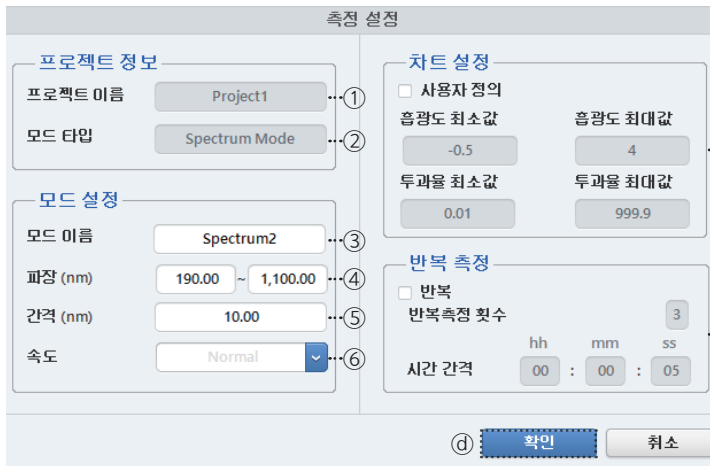 측정 설정
프로젝트 정보
프로젝트 이름 Project1 ①
모드 타입 Spectrum Mode ②
모드 설정
모드 이름 Spectrum2 ③
파장 (nm) 190.00 ~ 1,100.00 ④
간격 (nm) 10.00 ⑤
속도 Normal ⑥
차트 설정
사용자 정의
흡광도 최소값 흡광도 최대값
-0.5 4
투과율 최소값 투과율 최대값
0.01 999.9
반복 측정
반복
반복측정 횟수 3
hh mm ss
시간 간격 00 : 00 : 05
ⓓ 확인 취소